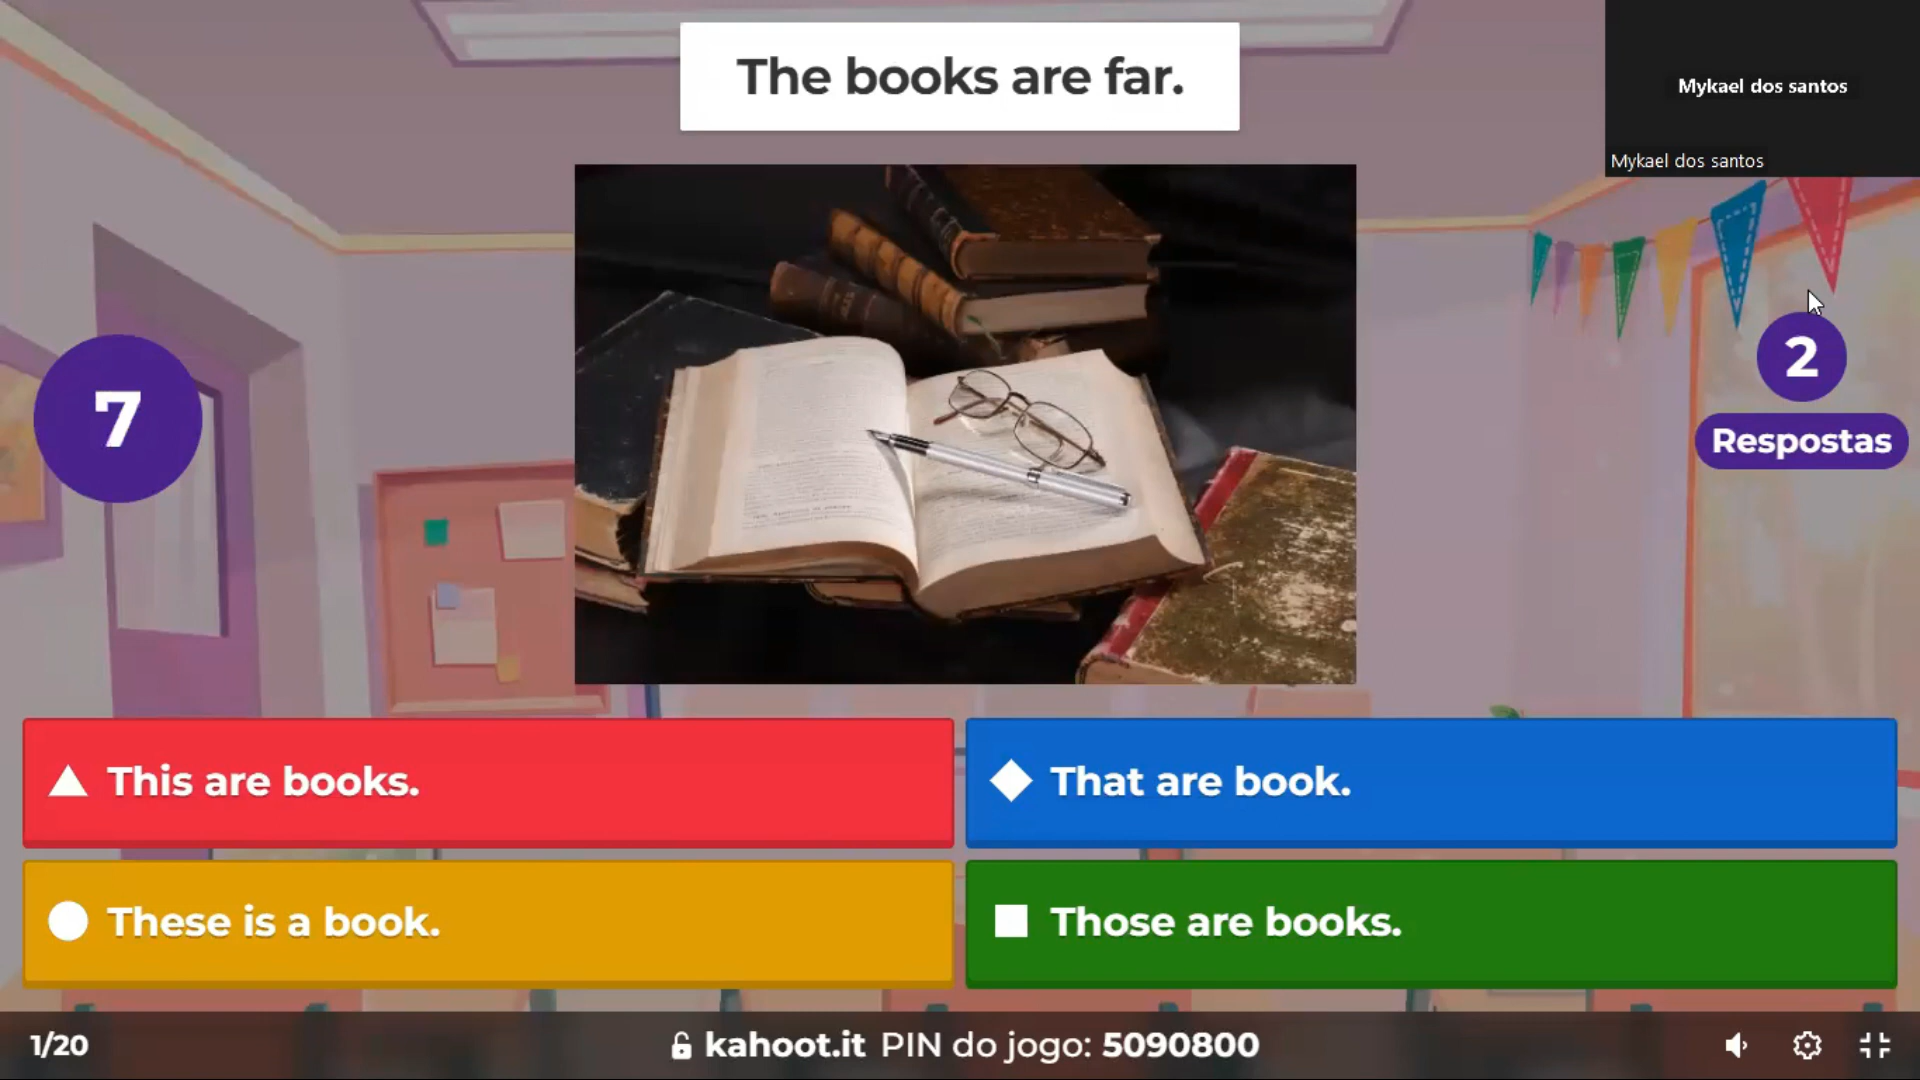 The books are far.
Mykael dos santos
Mykael dos santos
7
2
Respostas
This are books.
That are book.
These is a book.
Those are books.
1/20
kahoot.it PIN do jogo: 5090800